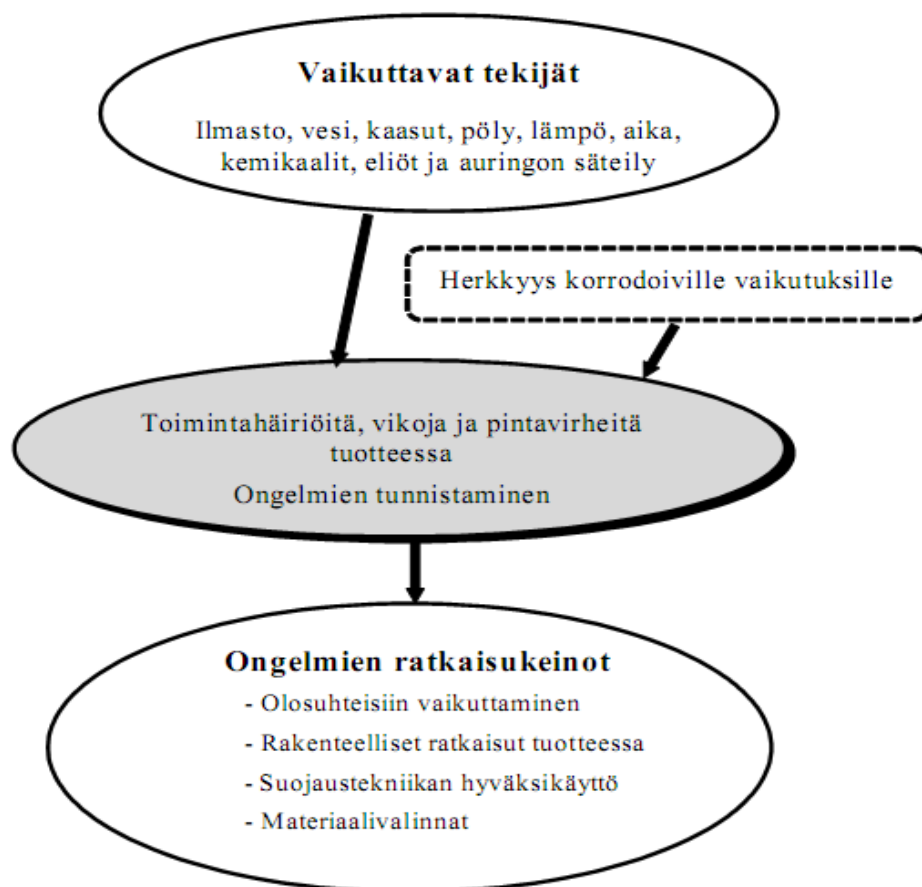 Vaikuttavat tekijät
Ilmasto, vesi, kaasut, pöly, lämpö, aika,
kemikaalit, eliöt ja auringon säteily
Herkkyys korrodoiville vaikutuksille
Toimintahäiriöitä, vikoja ja pintavirheitä
tuotteessa
Ongelmien tunnistaminen
Ongelmien ratkaisukeinot
- Olosuhteisiin vaikuttaminen
- Rakenteelliset ratkaisut tuotteessa
- Suojaustekniikan hyväksikäyttö
- Materiaalivalinnat